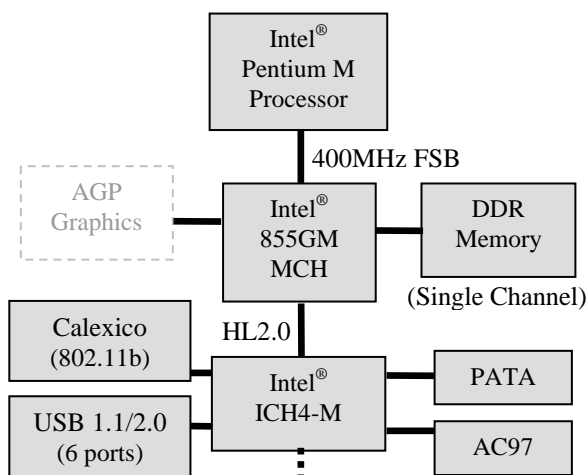 Intel®
Pentium M
Processor
400MHz FSB
AGP
Graphics
Intel®
855GM
MCH
DDR
Memory
(Single Channel)
HL2.0
Calexico
(802.11b)
Intel®
ICH4-M
PATA
USB 1.1/2.0
(6 ports)
AC97